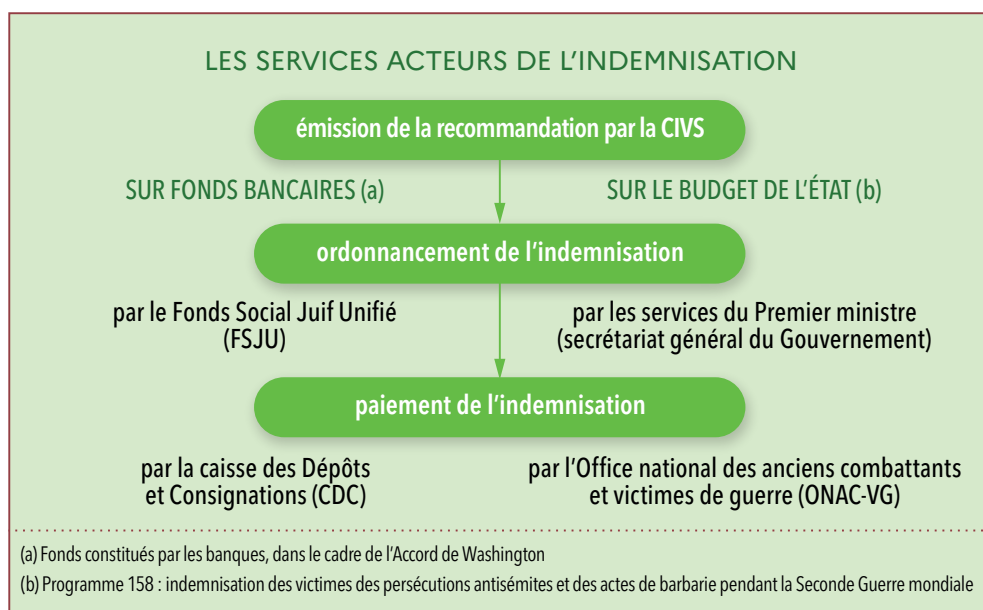 LES SERVICES ACTEURS DE L’INDEMNISATION
émission de la recommandation par la CIVS
SUR FONDS BANCAIRES (a)
SUR LE BUDGET DE L’ÉTAT (b)
ordonnancement de l’indemnisation
par le Fonds Social Juif Unifié
(FSJU)
par les services du Premier ministre
(secrétariat général du Gouvernement)
paiement de l’indemnisation
par la caisse des Dépôts
et Consignations (CDC)
par l’Office national des anciens combattants
et victimes de guerre (ONAC-VG)
(a) Fonds constitués par les banques, dans le cadre de l’Accord de Washington
(b) Programme 158 : indemnisation des victimes des persécutions antisémites et des actes de barbarie pendant la Seconde Guerre mondiale